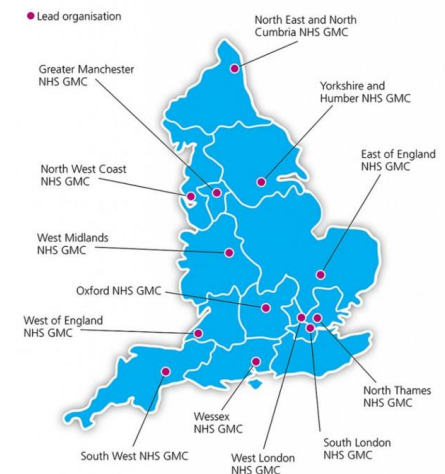 Lead organisation
North East and North
Cumbria NHS GMC
Greater Manchester
NHS GMC
Yorkshire and
Humber NHS GMC
East of England
NHS GMC
North West Coast
NHS GMC
West Midlands
NHS GMC
Oxford NHS GMC
West of England
NHS GMC
North Thames
NHS GMC
Wessex
NHS GMC
South London
NHS GMC
South West NHS GMC
West London
NHS GMC